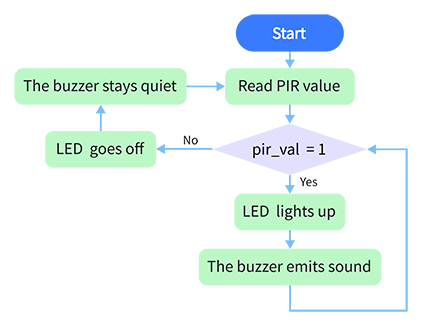 Start
The buzzer stays quiet
Read PIR value
LED goes off
No
pir_val = 1
Yes
LED lights up
The buzzer emits sound